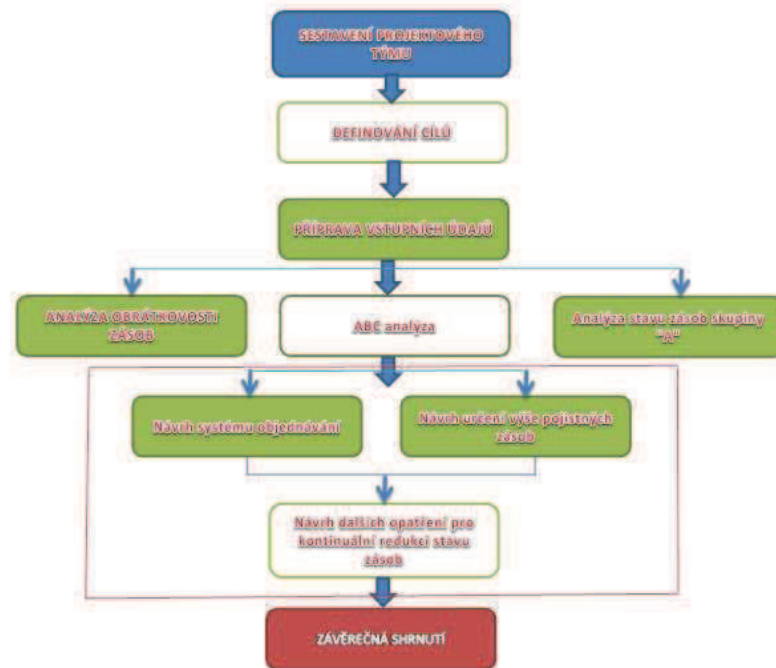 SESTAVENÍ PROJEKTOVÉHO
TÝMU
DEFINOVÁNÍ CÍLŮ
PŘÍPRAVA VSTUPNÍCH ÚDAJŮ
ANALÝZA OBRÁTKOVOSTI
ZÁSOB
ABC analýza
Analýza stavu zásob skupiny
"A"
Návrh systému objednávání
Návrh určení výše pojistných
zásob
Návrh dalších opatření pro
kontinuální redukci stavu
zásob
ZÁVĚREČNÁ SHRNUTÍ